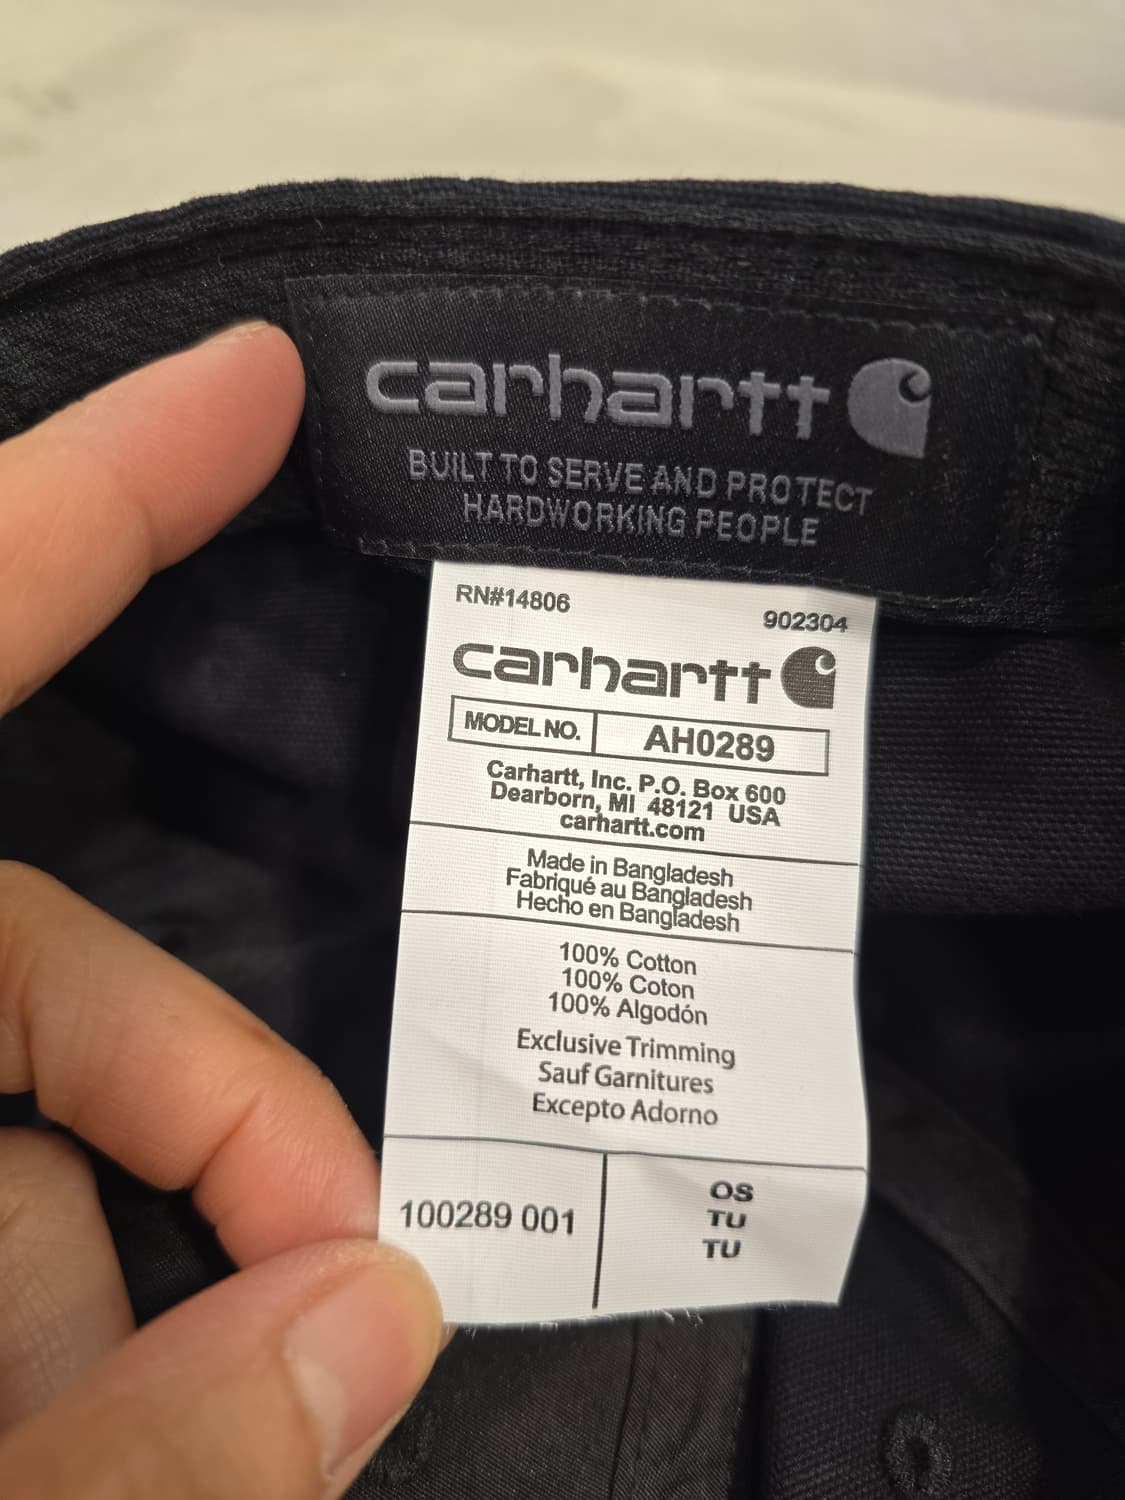 carhartt
BUILT TO SERVE AND PROTECT
HARDWORKING PEOPLE
RN#14806 902304
carhartt
MODEL NO. AH0289
Carhartt, Inc. P.O. Box 600
Dearborn, MI 48121 USA
carhartt.com
Made in Bangladesh
Fabriqué au Bangladesh
Hecho en Bangladesh
100% Cotton
100% Coton
100% Algodón
Exclusive Trimming
Sauf Garnitures
Excepto Adorno
100289 001
OS
TU
TU